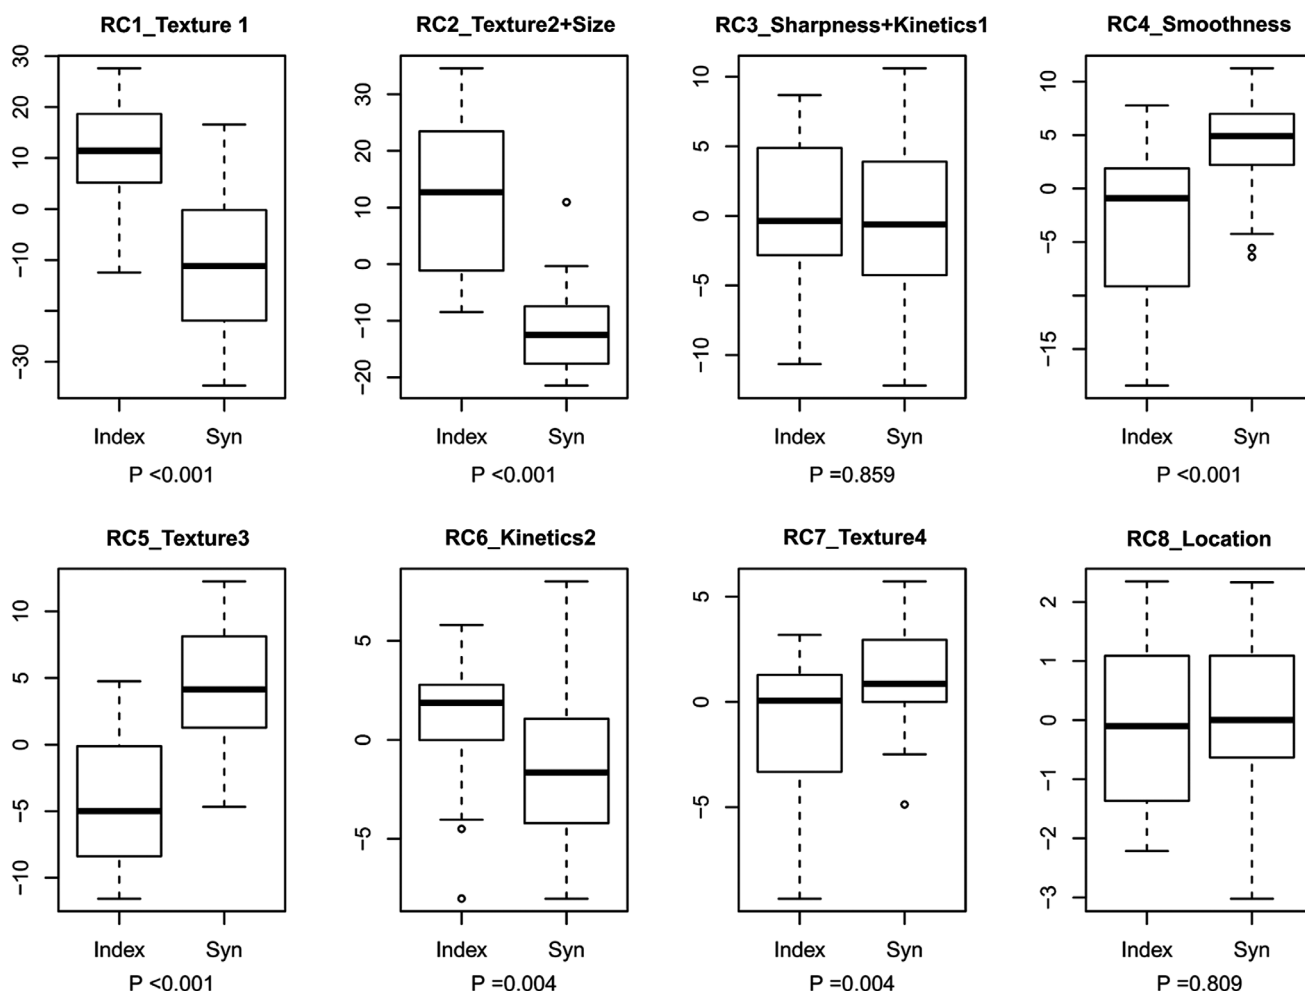 RC1_Texture 1
30
20
10
0
−10
−30
Index
Syn
P <0.001
RC2_Texture2+Size
30
20
10
0
−10
−20
Index
Syn
P <0.001
RC3_Sharpness+Kinetics1
10
5
0
−5
−10
Index
Syn
P =0.859
RC4_Smoothness
10
5
0
−5
−15
Index
Syn
P <0.001
RC5_Texture3
10
5
0
−5
−10
Index
Syn
P <0.001
RC6_Kinetics2
5
0
−5
Index
Syn
P =0.004
RC7_Texture4
5
0
−5
Index
Syn
P =0.004
RC8_Location
2
1
0
−1
−2
−3
Index
Syn
P =0.809